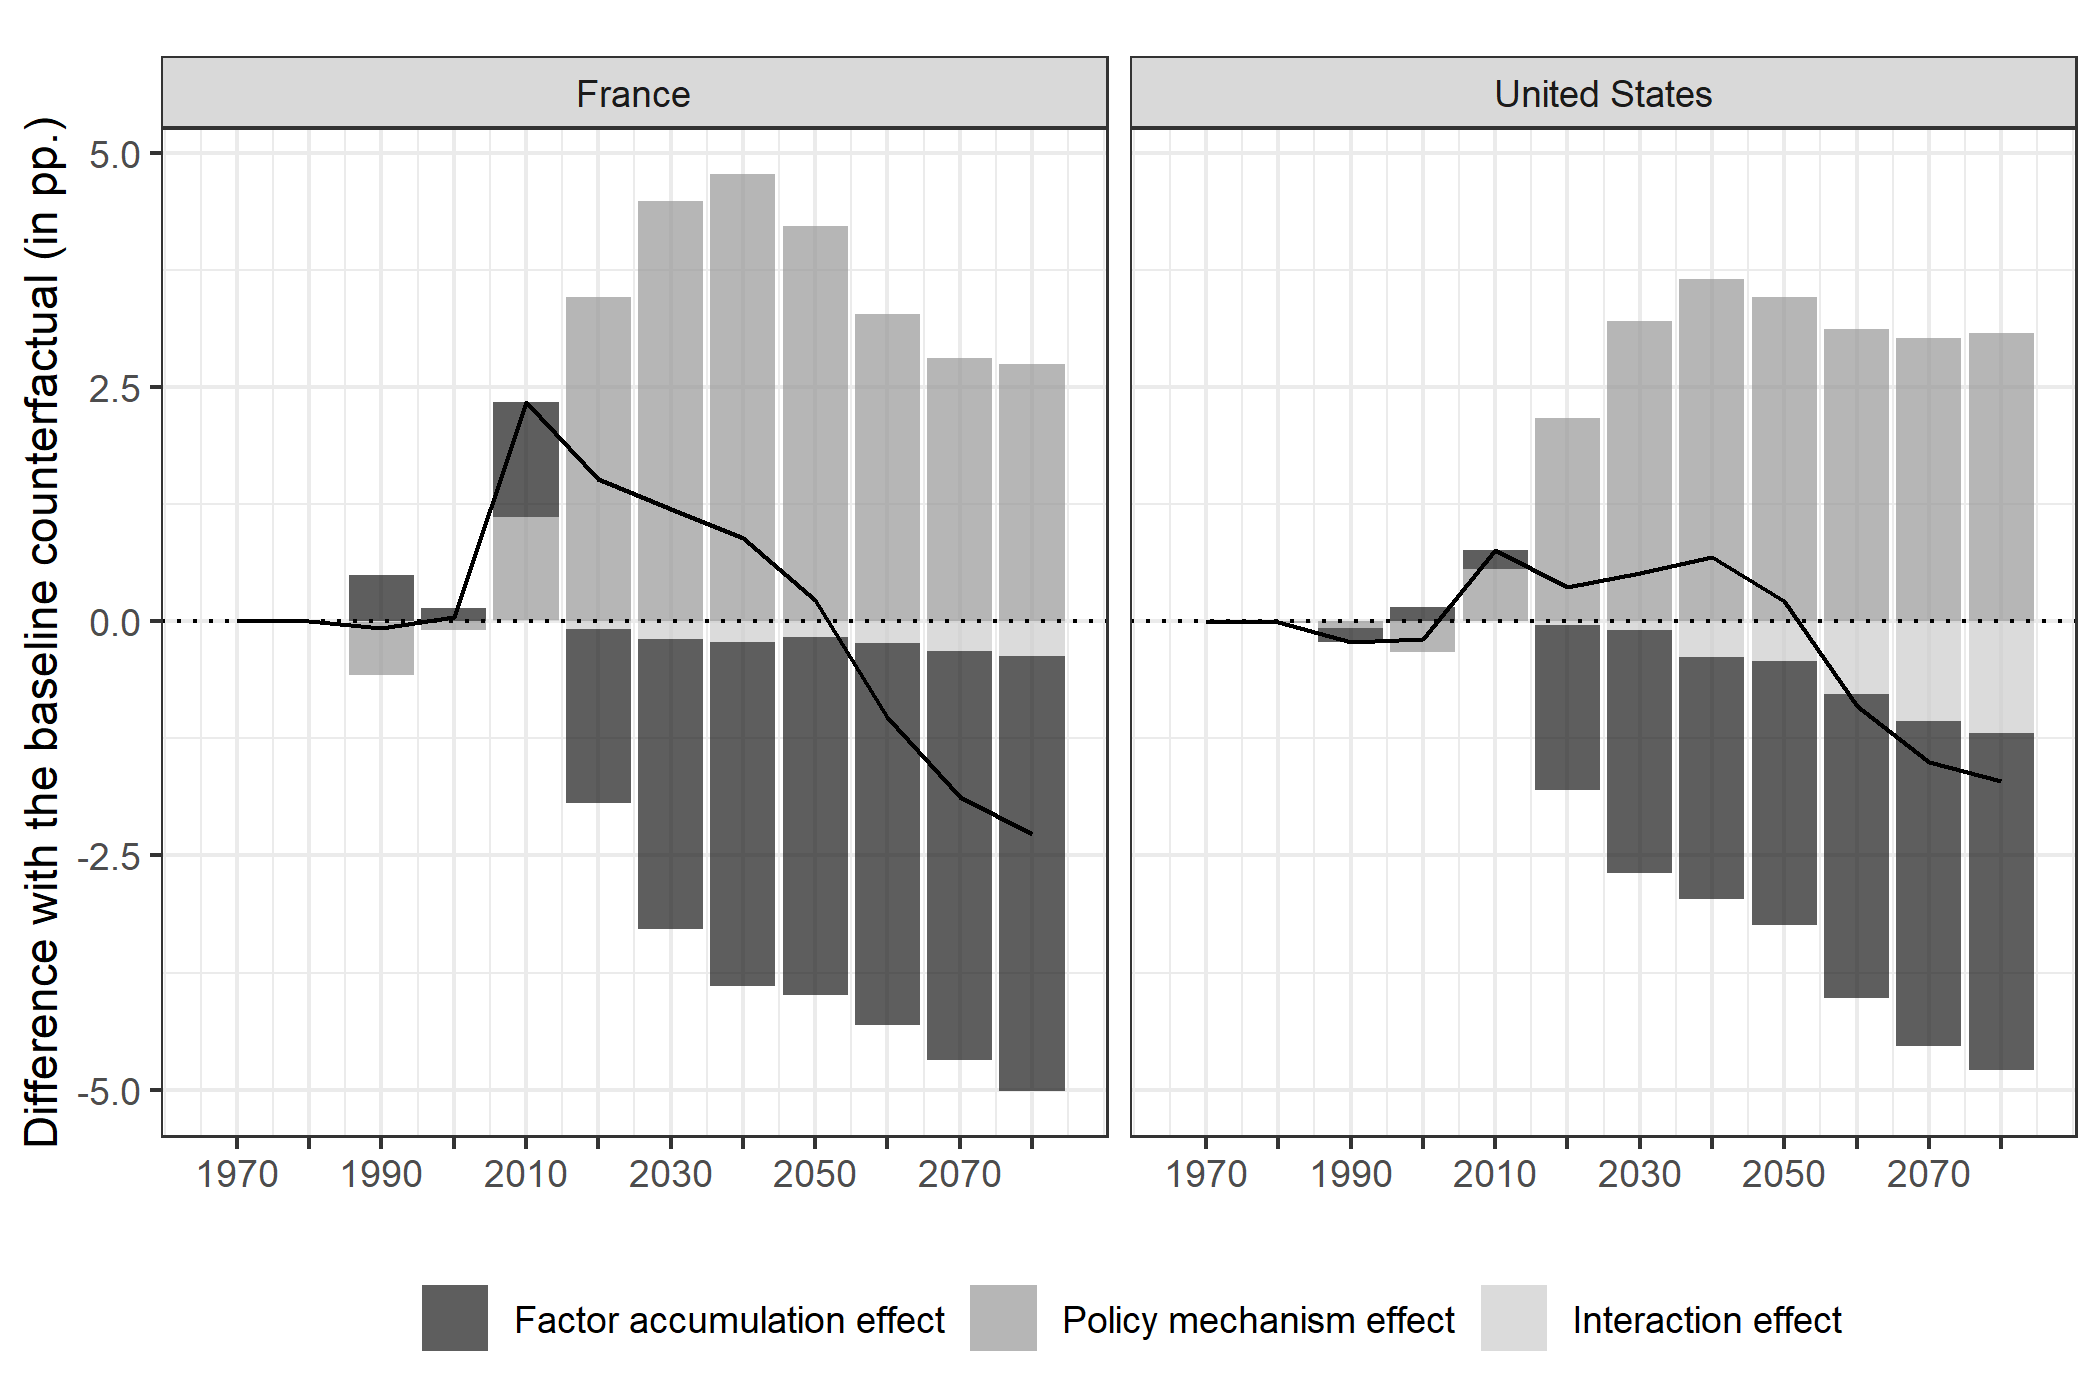 France
United States
Difference with the baseline counterfactual (in pp.)
5.0
2.5
0.0
-2.5
-5.0
1970 1990 2010 2030 2050 2070
1970 1990 2010 2030 2050 2070
Factor accumulation effect
Policy mechanism effect
Interaction effect